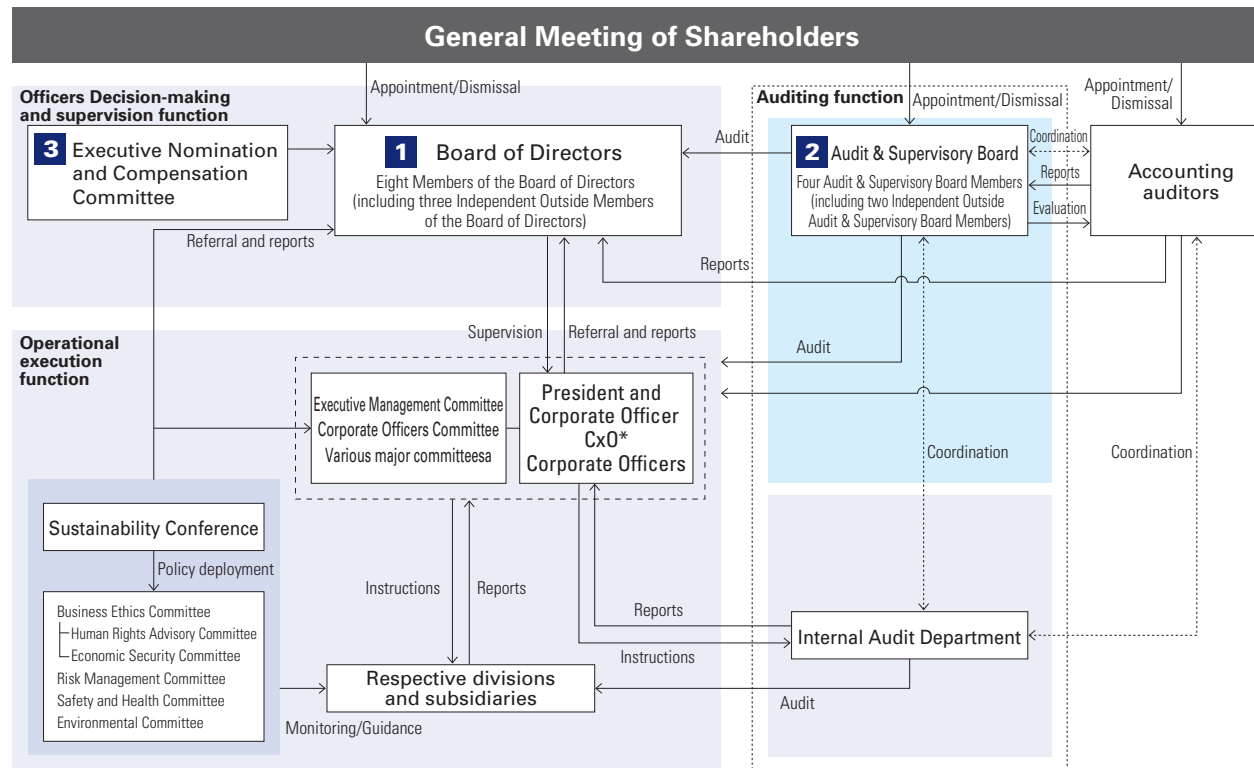 General Meeting of Shareholders
Officers Decision-making
and supervision function
Appointment/Dismissal
Auditing function
Appointment/Dismissal
Appointment/
Dismissal
3 Executive Nomination
and Compensation
Committee
1 Board of Directors
Eight Members of the Board of Directors
(including three Independent Outside Members
of the Board of Directors)
Audit
2 Audit & Supervisory Board
Four Audit & Supervisory Board Members
(including two Independent Outside
Audit & Supervisory Board Members)
Coordination
Reports
Evaluation
Accounting
auditors
Referral and reports
Reports
Operational
execution
function
Supervision
Referral and reports
Audit
Executive Management Committee
Corporate Officers Committee
Various major committeesa
President and
Corporate Officer
CxO*
Corporate Officers
Coordination
Coordination
Sustainability Conference
Policy deployment
Business Ethics Committee
Human Rights Advisory Committee
Economic Security Committee
Risk Management Committee
Safety and Health Committee
Environmental Committee
Instructions
Reports
Reports
Instructions
Internal Audit Department
Respective divisions
and subsidiaries
Monitoring/Guidance
Audit